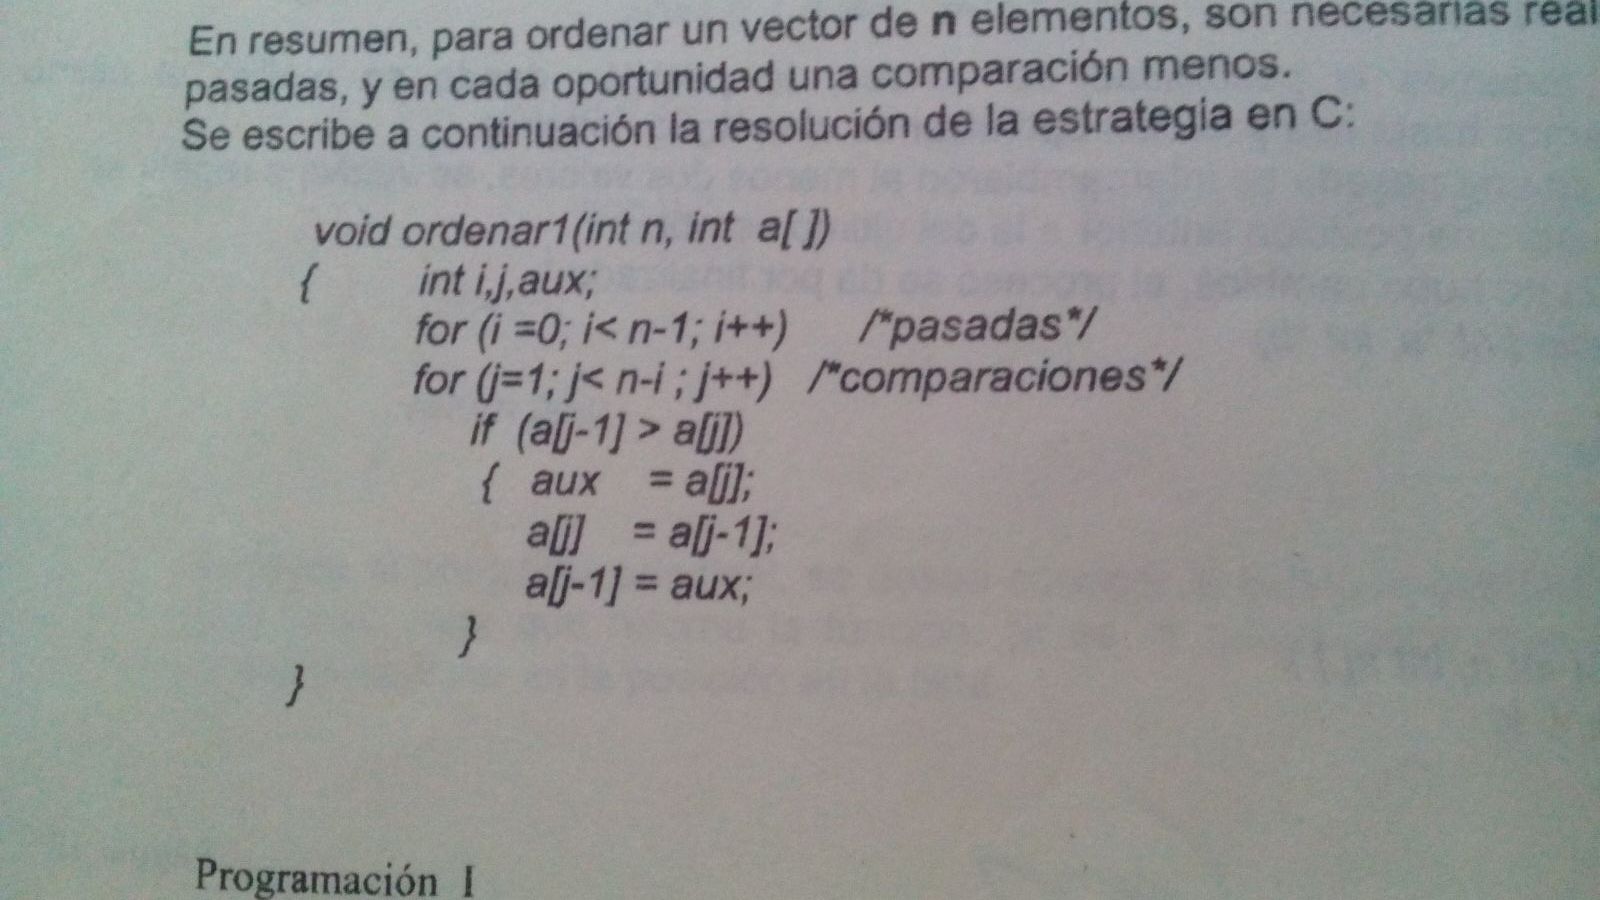 En resumen, para ordenar un vector de n elementos, son necesarias real
pasadas, y en cada oportunidad una comparación menos.
Se escribe a continuación la resolución de la estrategia en C:
void ordenar1(int n, int a[ ])
{ int i,j,aux;
for (i =0; i< n-1; i++) /*pasadas*/
for (j=1; j< n-i ; j++) /*comparaciones*/
if (a[j-1] > a[j])
{ aux = a[j];
a[j] = a[j-1];
a[j-1] = aux;
}
}
Programación I